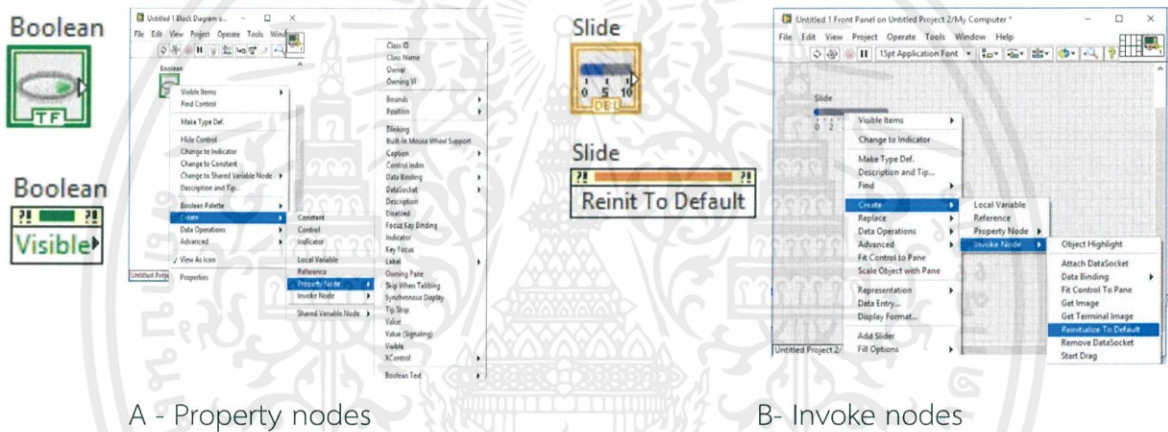 Boolean
TF
Boolean
Visible
Untitled 1 Block Diagram o...
File Edit View Project Operate Tools Wind
Boolean
Visible Items
Find Control
Make Type Def.
Hide Control
Change to Indicator
Change to Constant
Change to Shared Variable Node
Description and Tip...
Boolean Palette
Create
Data Operations
Advanced
View As Icon
Properties
Untitled Proje
Constant
Control
Indicator
Local Variable
Reference
Property Node
Invoke Node
Shared Variable Node
Class ID
Class Name
Owner
Owning VI
Bounds
Position
Blinking
Built-In Mouse Wheel Support
Caption
Control Index
Data Binding
DataSocket
Description
Disabled
Focus Key Binding
Indicator
Key Focus
Label
Owning Pane
Skip When Tabbing
Synchronous Display
Tip Strip
Value
Value (Signaling)
Visible
XControl
Boolean Text
A - Property nodes
Slide
0 5 10
DBL
Slide
Reinit To Default
Untitled 1 Front Panel on Untitled Project 2/My Computer *
File Edit View Project Operate Tools Window Help
15pt Application Font
Slide
0 2
Visible Items
Change to Indicator
Make Type Def.
Description and Tip...
Find
Create
Replace
Data Operations
Advanced
Fit Control to Pane
Scale Object with Pane
Representation
Data Entry...
Display Format...
Add Slider
Fill Options
Untitled Project 2/
Local Variable
Reference
Property Node
Invoke Node
Object Highlight
Attach DataSocket
Data Binding
Fit Control To Pane
Get Image
Get Terminal Image
Reinitialize To Default
Remove DataSocket
Start Drag
B- Invoke nodes